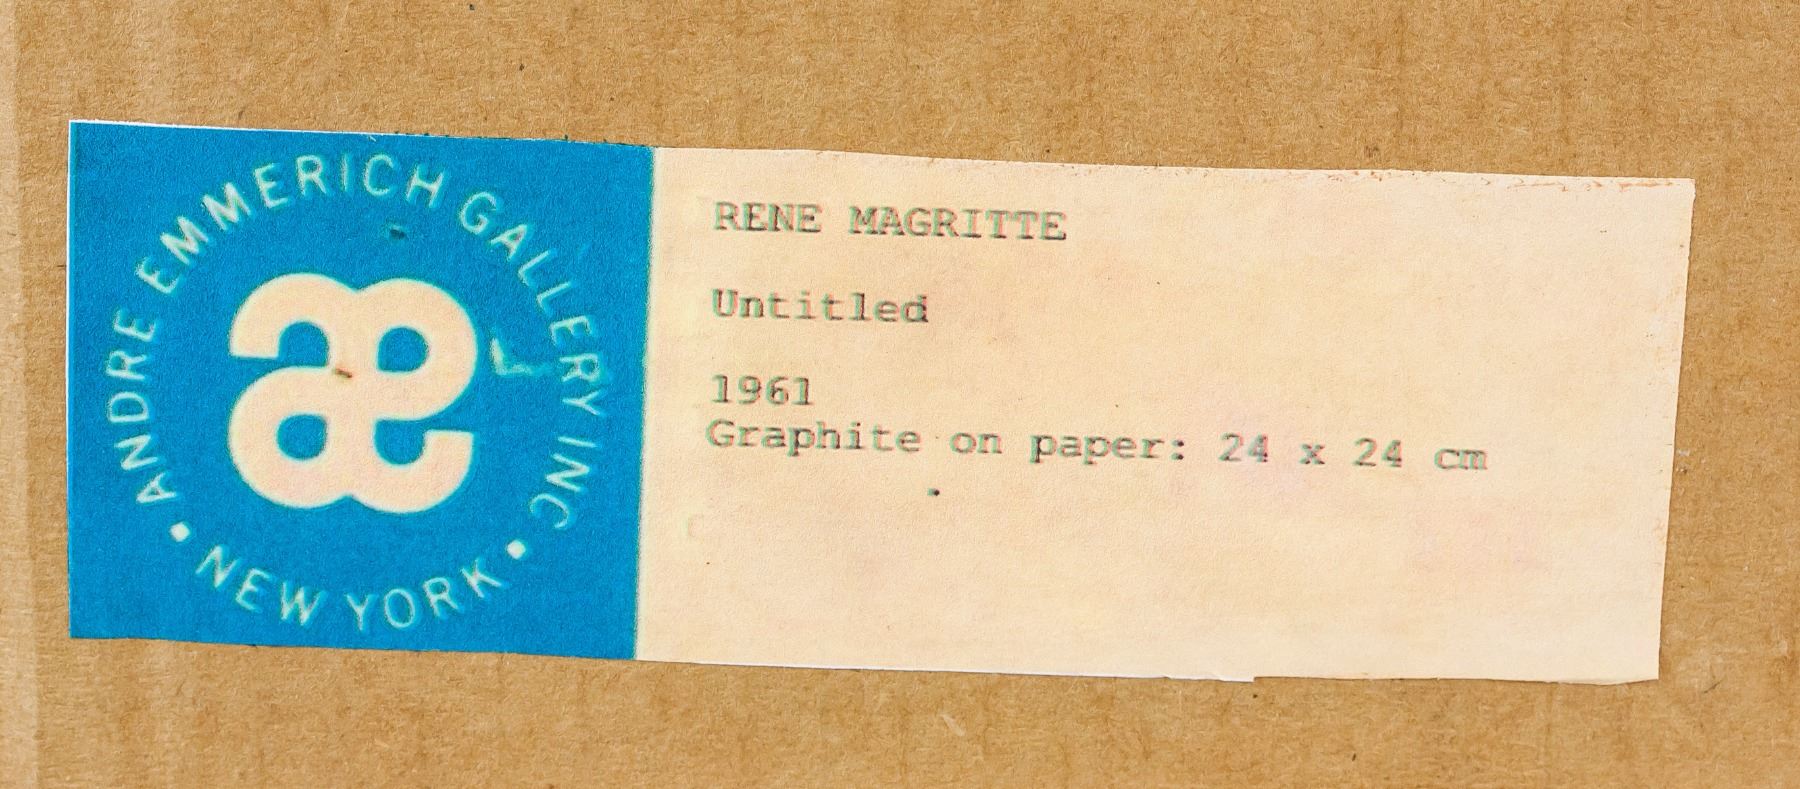 ANDRE EMMERICH GALLERY INC
• NEW YORK •
æ
RENE MAGRITTE
Untitled
1961
Graphite on paper: 24 x 24 cm